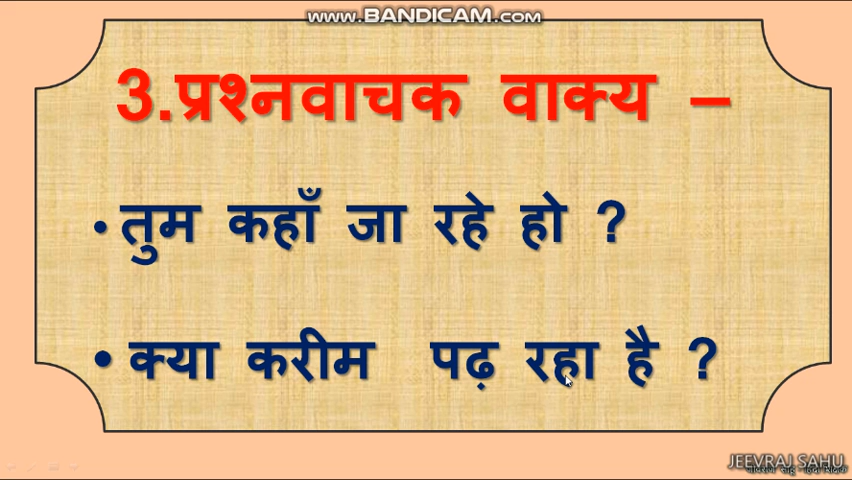 WWW.BANDICAM.COM
3.प्रश्नवाचक वाक्य –
• तुम कहाँ जा रहे हो ?
• क्या करीम पढ़ रहा है ?
JEEVRAJ SAHU